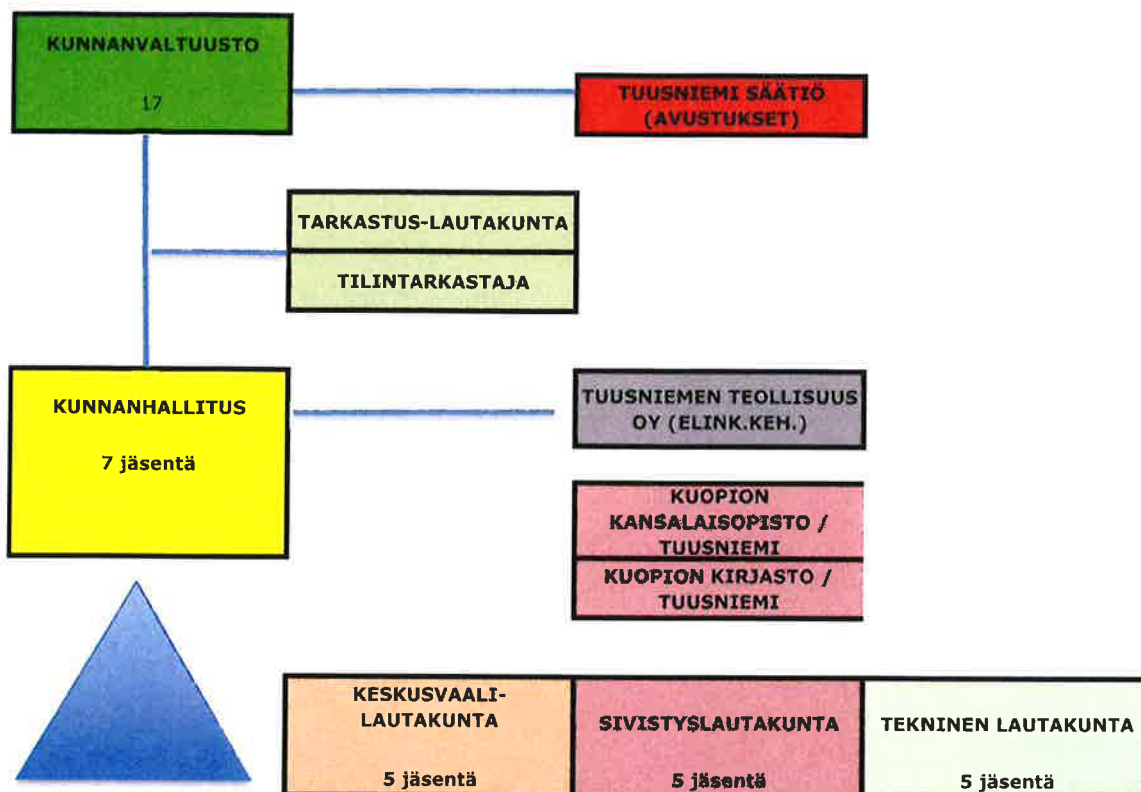 KUNNANVALTUUSTO
17
TUUSNIEMI SÄÄTIÖ
(AVUSTUKSET)
TARKASTUS-LAUTAKUNTA
TILINTARKASTAJA
KUNNANHALLITUS
7 jäsentä
TUUSNIEMEN TEOLLISUUS
OY (ELINK.KEH.)
KUOPION
KANSALAISOPISTO /
TUUSNIEMI
KUOPION KIRJASTO /
TUUSNIEMI
KESKUSVAALI-
LAUTAKUNTA
5 jäsentä
SIVISTYSLAUTAKUNTA
5 jäsentä
TEKNINEN LAUTAKUNTA
5 jäsentä